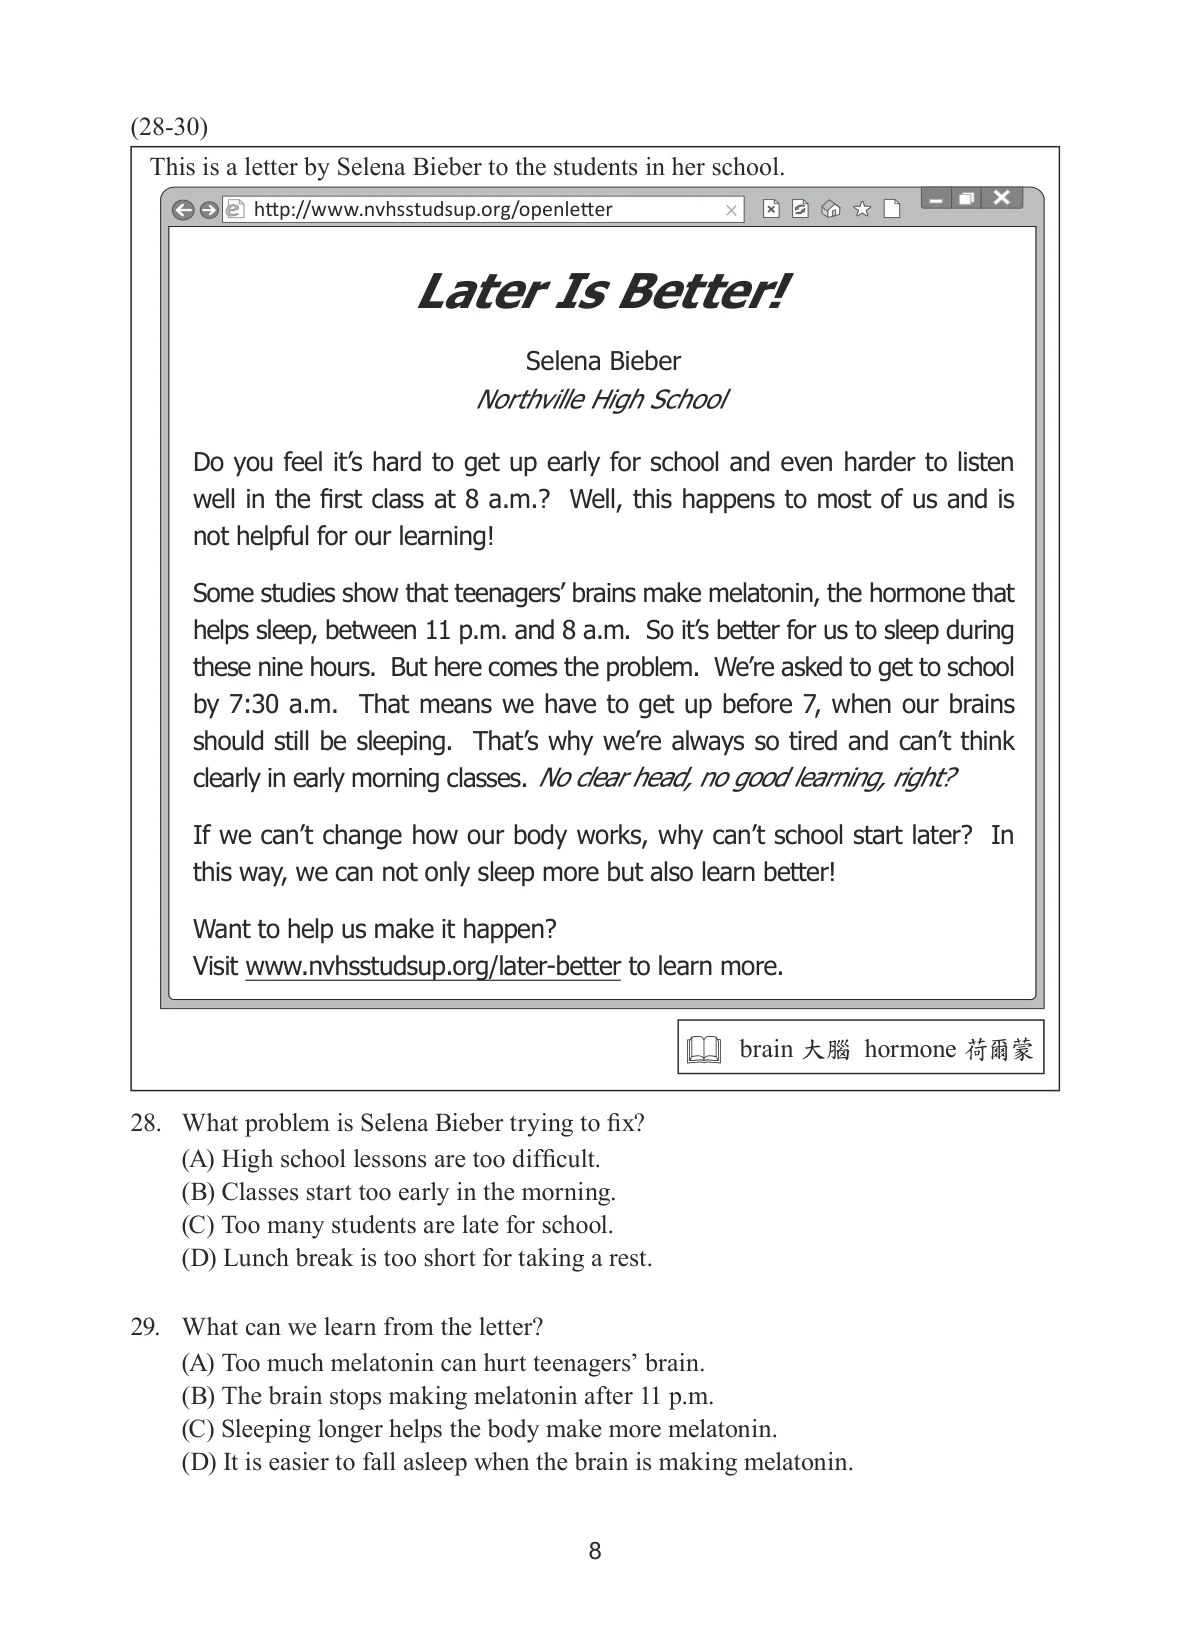 (28-30)
This is a letter by Selena Bieber to the students in her school.
http://www.nvhsstudsup.org/openletter
Later Is Better!
Selena Bieber
Northville High School
Do you feel it's hard to get up early for school and even harder to listen
well in the first class at 8 a.m.?  Well, this happens to most of us and is
not helpful for our learning!
Some studies show that teenagers' brains make melatonin, the hormone that
helps sleep, between 11 p.m. and 8 a.m.  So it's better for us to sleep during
these nine hours.  But here comes the problem.  We're asked to get to school
by 7:30 a.m.  That means we have to get up before 7, when our brains
should still be sleeping.  That's why we're always so tired and can't think
clearly in early morning classes.  No clear head, no good learning, right?
If we can't change how our body works, why can't school start later?  In
this way, we can not only sleep more but also learn better!
Want to help us make it happen?
Visit www.nvhsstudsup.org/later-better to learn more.
brain 大腦  hormone 荷爾蒙
28.  What problem is Selena Bieber trying to fix?
(A) High school lessons are too difficult.
(B) Classes start too early in the morning.
(C) Too many students are late for school.
(D) Lunch break is too short for taking a rest.
29.  What can we learn from the letter?
(A) Too much melatonin can hurt teenagers' brain.
(B) The brain stops making melatonin after 11 p.m.
(C) Sleeping longer helps the body make more melatonin.
(D) It is easier to fall asleep when the brain is making melatonin.
8